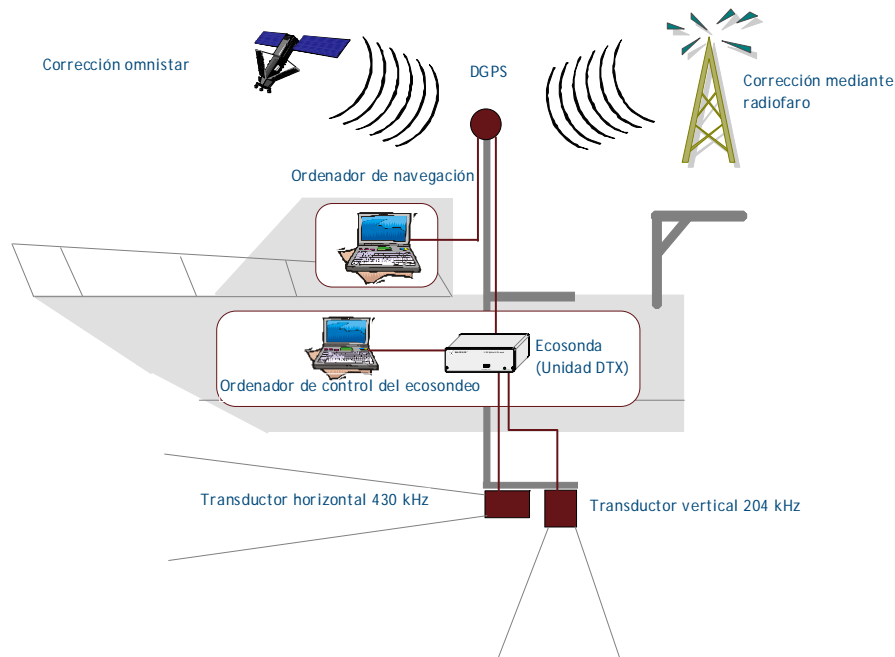 Corrección omnistar
DGPS
Corrección mediante
radiofaro
Ordenador de navegación
Ecosonda
(Unidad DTX)
Ordenador de control del ecosondeo
Transductor horizontal 430 kHz
Transductor vertical 204 kHz